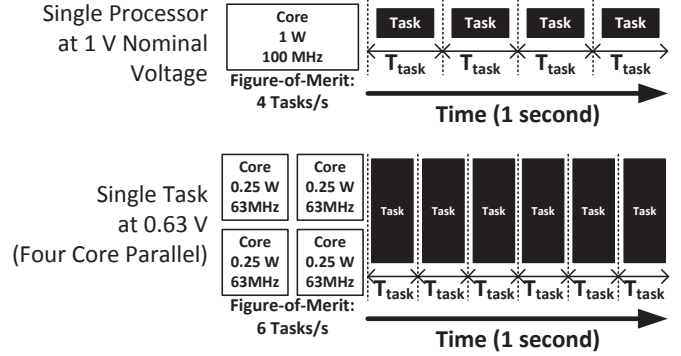 Single Processor
at 1 V Nominal
Voltage
Core
1 W
100 MHz
Figure-of-Merit:
4 Tasks/s
Task Task Task Task
Ttask Ttask Ttask Ttask
Time (1 second)
Single Task
at 0.63 V
(Four Core Parallel)
Core Core
0.25 W 0.25 W
63MHz 63MHz
Core Core
0.25 W 0.25 W
63MHz 63MHz
Figure-of-Merit:
6 Tasks/s
Task Task Task Task Task Task
Ttask Ttask Ttask Ttask Ttask Ttask
Time (1 second)